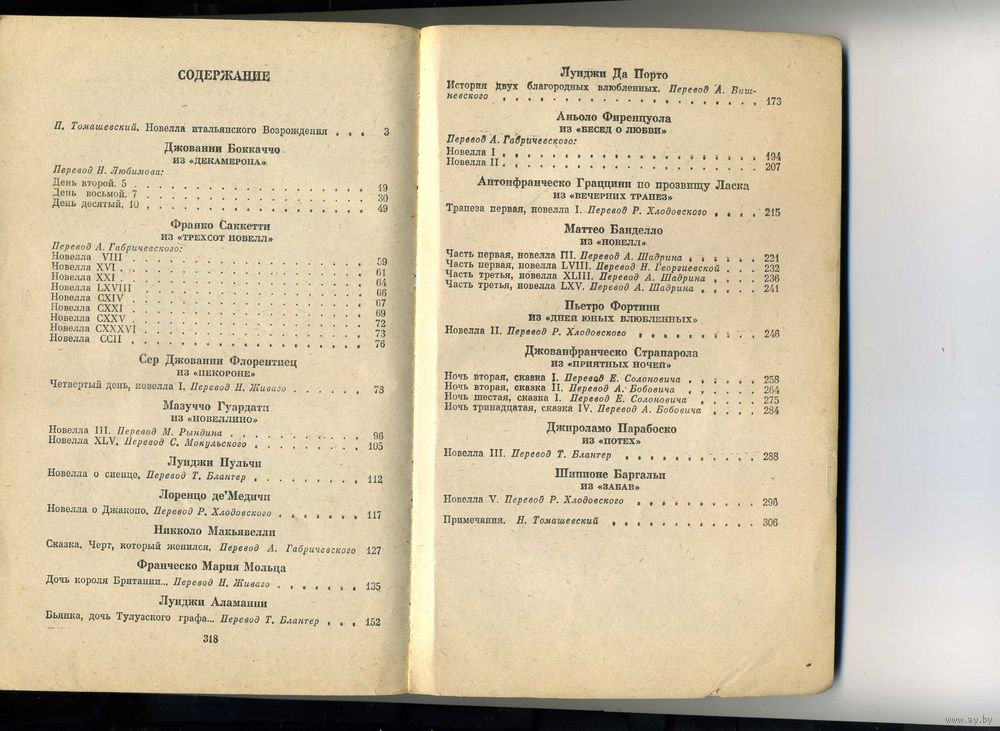 СОДЕРЖАНИЕ
Н. Томашевский. Новелла итальянского Возрождения . . . 3
Джованни Боккаччо
ИЗ «ДЕКАМЕРОНА»
Перевод Н. Любимова:
День второй. 5 . . . 19
День восьмой. 7 . . . 30
День десятый, 10 . . . 49
Франко Саккетти
ИЗ «ТРЕХСОТ НОВЕЛЛ»
Перевод А. Габричевского:
Новелла VIII . . . 59
Новелла XVI . . . 61
Новелла XXI . . . 64
Новелла LXVIII . . . 66
Новелла CXIV . . . 67
Новелла CXXI . . . 69
Новелла CXXV . . . 72
Новелла CXXXVI . . . 73
Новелла CCII . . . 76
Сер Джованни Флорентиец
ИЗ «ПЕКОРОНЕ»
Четвертый день, новелла I, Перевод Н. Живаго . . . 78
Мазуччо Гуардати
ИЗ «НОВЕЛЛИНО»
Новелла III. Перевод М. Рындина . . . 96
Новелла XLV. Перевод С. Мокульского . . . 105
Луиджи Пульчи
Новелла о сиенце. Перевод Т. Блантер . . . 112
Лоренцо де'Медичи
Новелла о Джакопо. Перевод Р. Хлодовского . . . 117
Никколо Макьявелли
Сказка. Черт, который женился, Перевод А. Габричевского 127
Франческо Мария Мольца
Дочь короля Британии... Перевод Н. Живаго . . . 135
Луиджи Аламанни
Бьянка, дочь Тулузского графа... Перевод Т. Блантер . . . 152
318
Луиджи Да Порто
История двух благородных влюбленных. Перевод А. Виш-
невского . . . 173
Аньоло Фиренцуола
ИЗ «БЕСЕД О ЛЮБВИ»
Перевод А. Габричевского:
Новелла I . . . 194
Новелла II . . . 207
Антонфранческо Граццини по прозвищу Ласка
ИЗ «ВЕЧЕРНИХ ТРАПЕЗ»
Трапеза первая, новелла I. Перевод Р. Хлодовского . . . 215
Маттео Банделло
ИЗ «НОВЕЛЛ»
Часть первая, новелла III. Перевод А. Шадрина . . . 221
Часть первая, новелла LVIII. Перевод Н. Георгиевской . . . 232
Часть третья, новелла XLIII. Перевод А. Шадрина . . . 236
Часть третья, новелла LXV. Перевод А. Шадрина . . . 241
Пьетро Фортини
ИЗ «ДНЕЙ ЮНЫХ ВЛЮБЛЕННЫХ»
Новелла II. Перевод Р. Хлодовского . . . 246
Джованфранческо Страпарола
ИЗ «ПРИЯТНЫХ НОЧЕЙ»
Ночь вторая, сказка I. Перевод Е. Солоновича . . . 258
Ночь вторая, сказка II. Перевод А. Бобовича . . . 264
Ночь шестая, сказка I. Перевод Е. Солоновича . . . 275
Ночь тринадцатая, сказка IV. Перевод А. Бобовича . . . 284
Джироламо Парабоско
ИЗ «ПОТЕХ»
Новелла III. Перевод Т. Блантер . . . 288
Шипионе Баргальи
ИЗ «ЗАБАВ»
Новелла V. Перевод Р. Хлодовского . . . 296
Примечания. Н. Томашевский . . . 306
www.ay.by